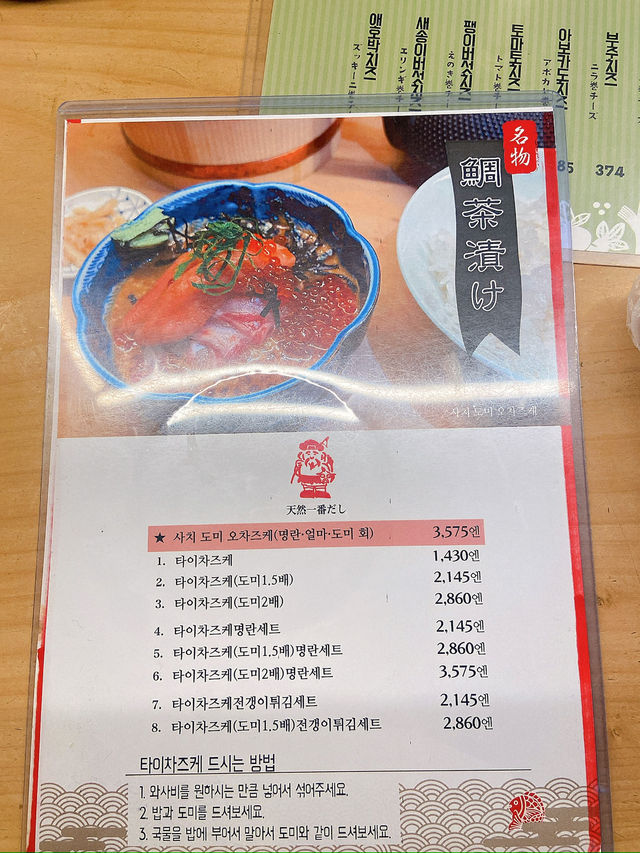 애호박치즈
ズッキーニ巻チーズ
새송이버섯치즈
エリンギ巻チーズ
팽이버섯치즈
えのき巻チーズ
토마토치즈
トマト巻チーズ
아보카도치즈
アボカド巻
부추치즈
ニラ巻チーズ
374
名物
鯛茶漬け
사치 도미 오차즈케
天然一番だし
★ 사치 도미 오차즈케(명란·얼마·도미 회) 3,575엔
1. 타이차즈케 1,430엔
2. 타이차즈케(도미1.5배) 2,145엔
3. 타이차즈케(도미2배) 2,860엔
4. 타이차즈케명란세트 2,145엔
5. 타이차즈케(도미1.5배)명란세트 2,860엔
6. 타이차즈케(도미2배)명란세트 3,575엔
7. 타이차즈케전갱이튀김세트 2,145엔
8. 타이차즈케(도미1.5배)전갱이튀김세트 2,860엔
타이차즈케 드시는 방법
1. 와사비를 원하시는 만큼 넣어서 섞어주세요.
2. 밥과 도미를 드셔보세요.
3. 국물을 밥에 부어서 말아서 도미와 같이 드셔보세요.